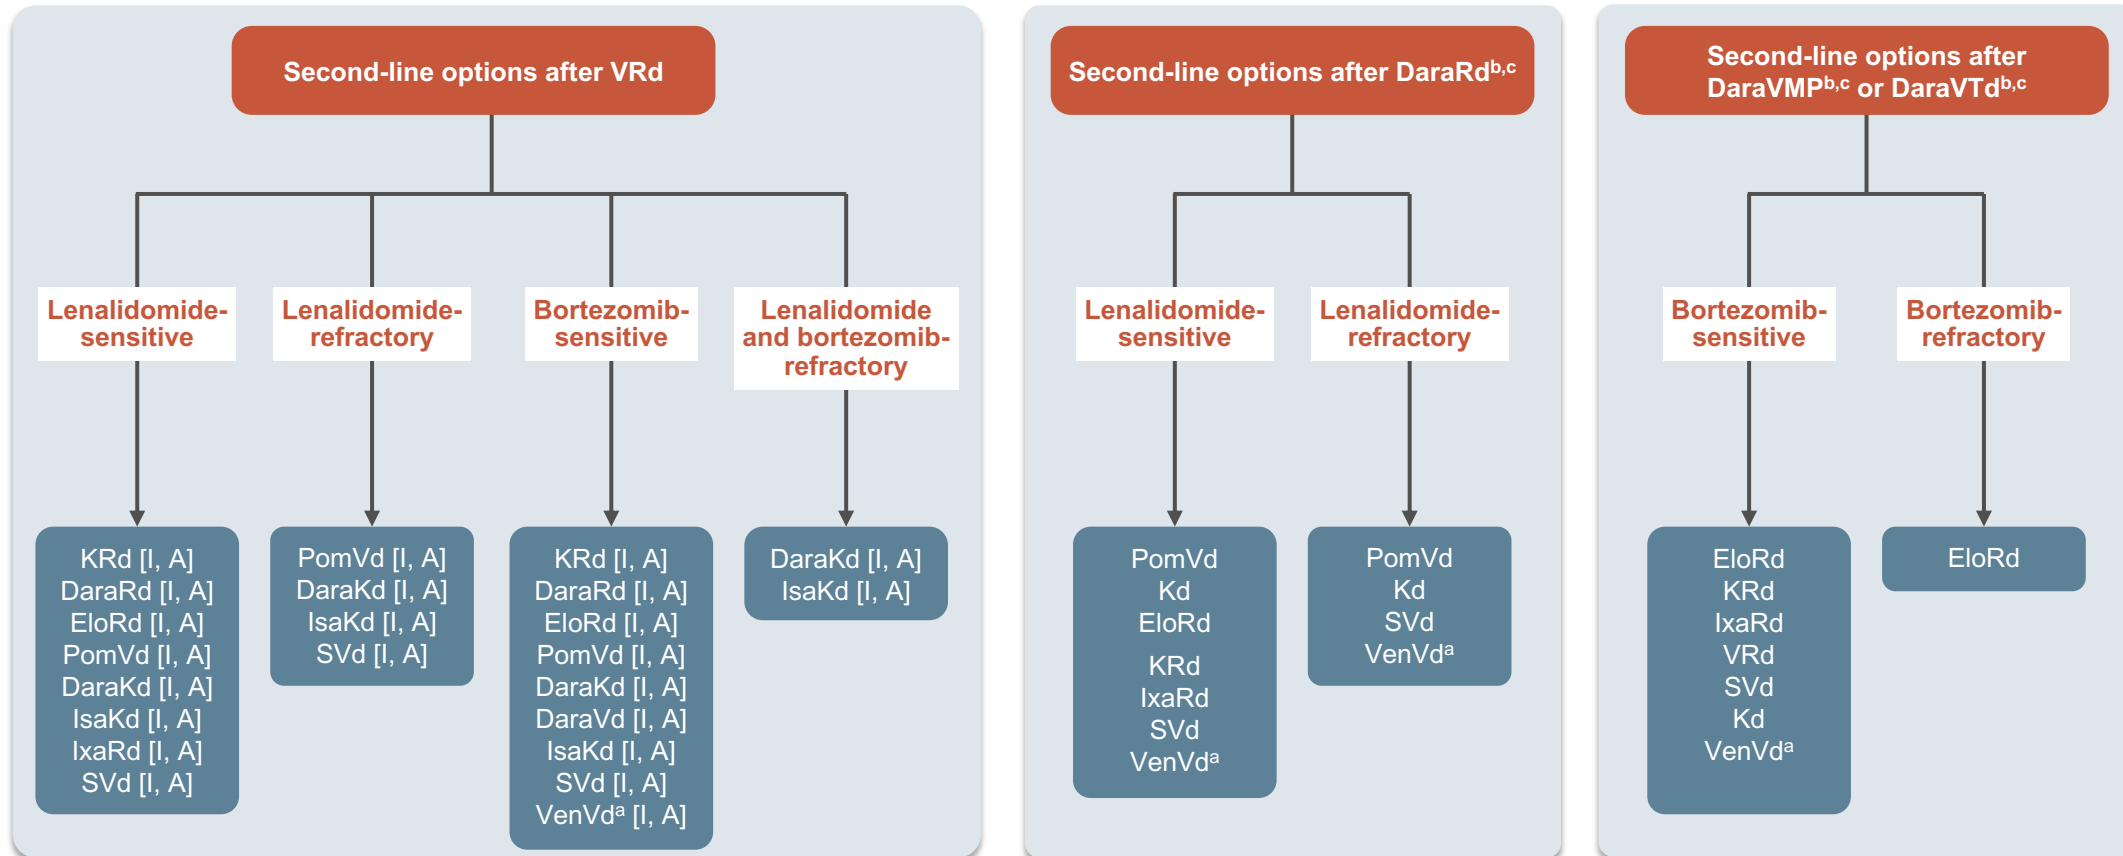 Second-line options after VRd
Lenalidomide-
sensitive
Lenalidomide-
refractory
Bortezomib-
sensitive
Lenalidomide
and bortezomib-
refractory
KRd [I, A]
DaraRd [I, A]
EloRd [I, A]
PomVd [I, A]
DaraKd [I, A]
IsaKd [I, A]
IxaRd [I, A]
SVd [I, A]
PomVd [I, A]
DaraKd [I, A]
IsaKd [I, A]
SVd [I, A]
KRd [I, A]
DaraRd [I, A]
EloRd [I, A]
PomVd [I, A]
DaraKd [I, A]
DaraVd [I, A]
IsaKd [I, A]
SVd [I, A]
VenVdᵃ [I, A]
DaraKd [I, A]
IsaKd [I, A]
Second-line options after DaraRdᵇ,ᶜ
Lenalidomide-
sensitive
Lenalidomide-
refractory
PomVd
Kd
EloRd
KRd
IxaRd
SVd
VenVdᵃ
PomVd
Kd
SVd
VenVdᵃ
Second-line options after
DaraVMPᵇ,ᶜ or DaraVTdᵇ,ᶜ
Bortezomib-
sensitive
Bortezomib-
refractory
EloRd
KRd
IxaRd
VRd
SVd
Kd
VenVdᵃ
EloRd